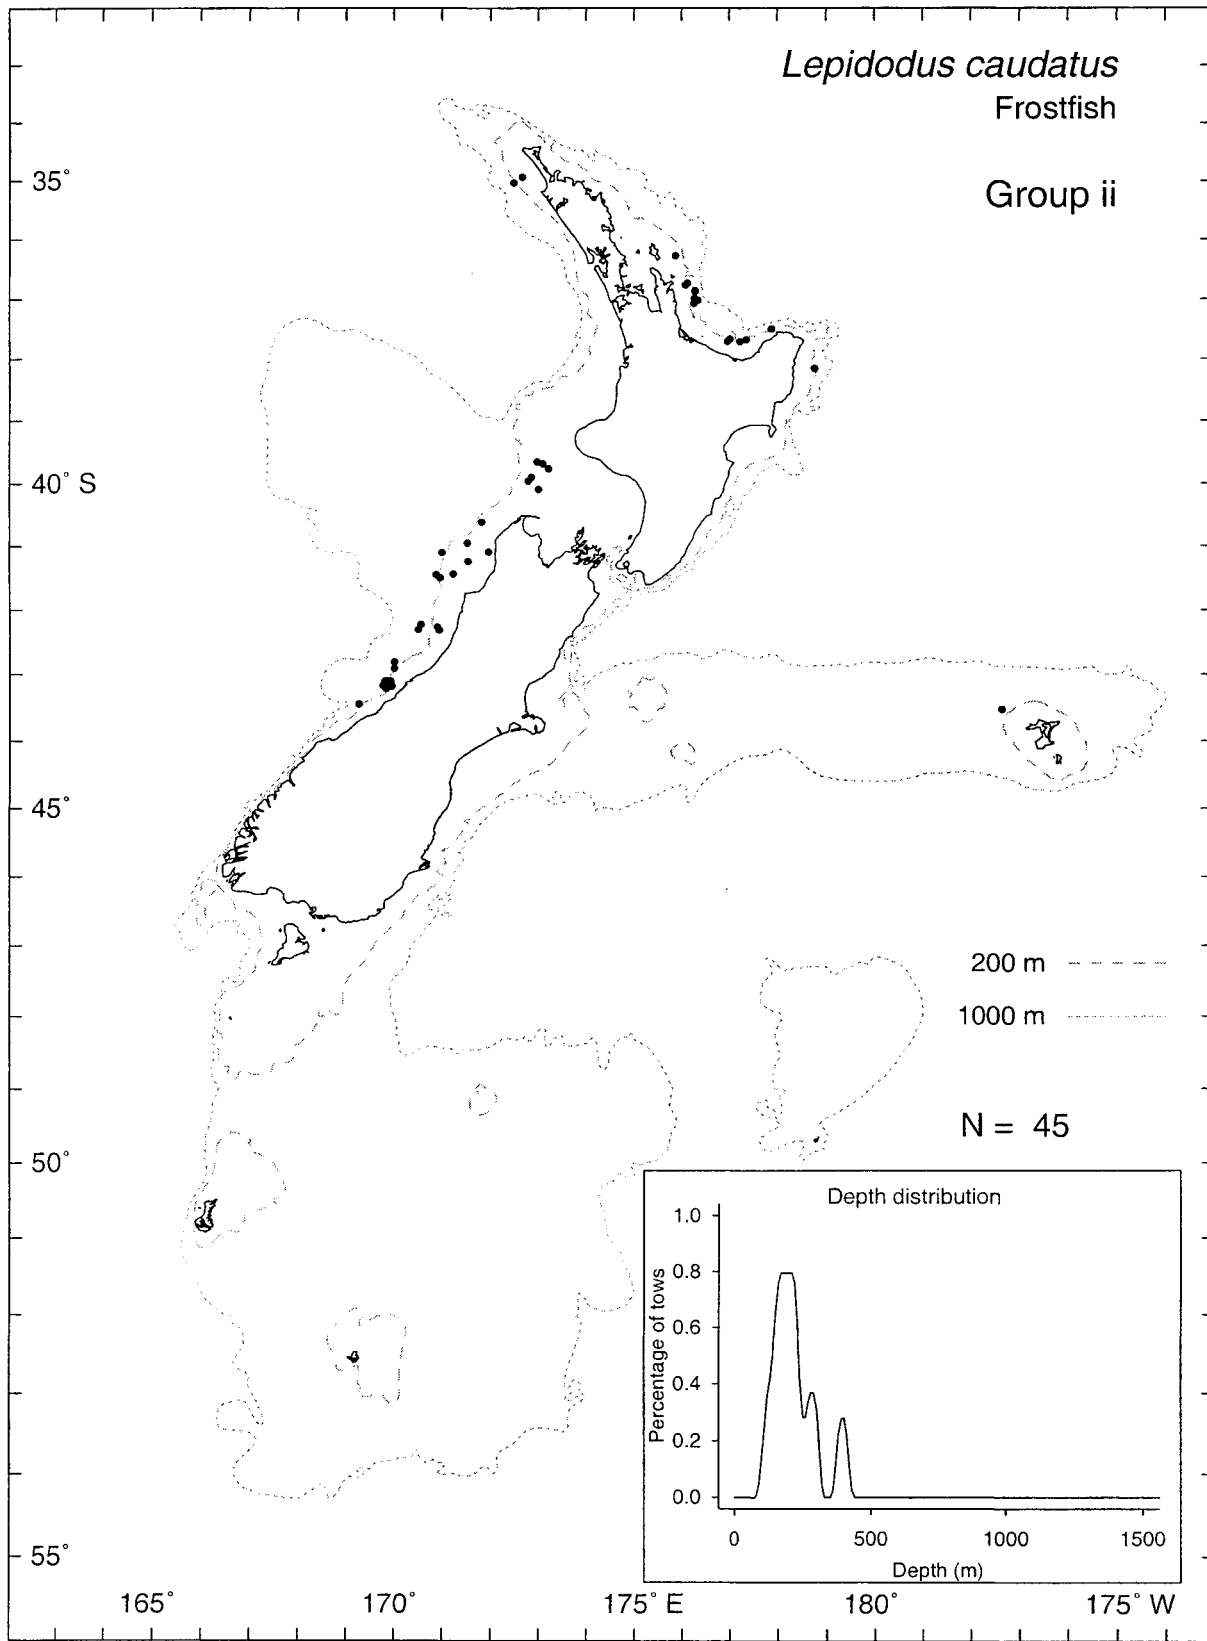 Lepidodus caudatus
Frostfish
Group ii
35°
40° S
45°
200 m
1000 m
N = 45
50°
Depth distribution
1.0
0.8
0.6
0.4
0.2
0.0
Percentage of tows
0 500 1000 1500
Depth (m)
55°
165° 170° 175° E 180° 175° W